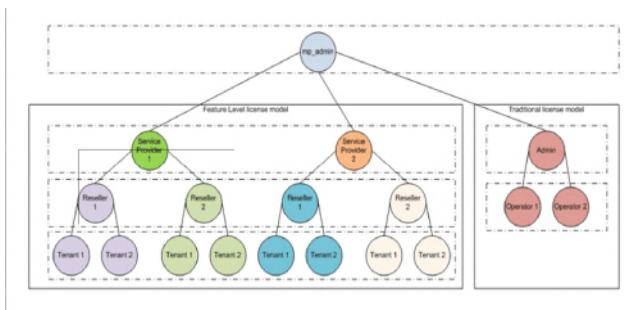 mp_admin
Feature Level license model
Traditional license model
Service
Provider
1
Service
Provider
2
Admin
Reseller
1
Reseller
2
Reseller
1
Reseller
2
Operator 1
Operator 2
Tenant 1
Tenant 2
Tenant 1
Tenant 2
Tenant 1
Tenant 2
Tenant 1
Tenant 2